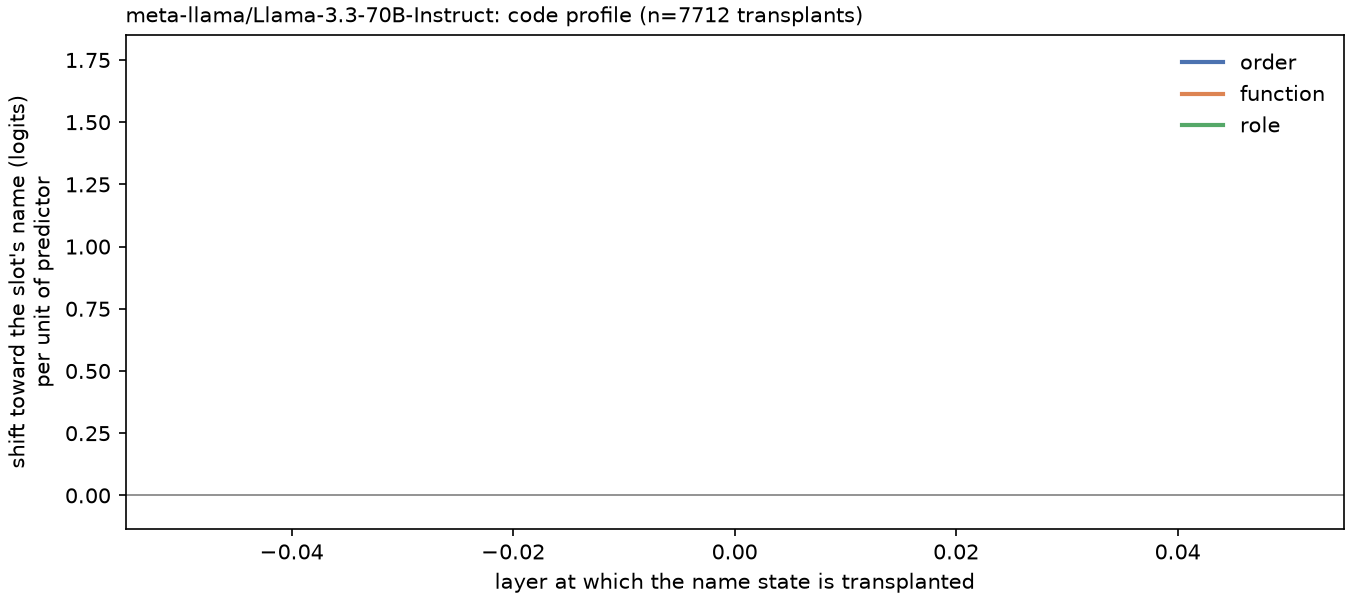 meta-llama/Llama-3.3-70B-Instruct: code profile (n=7712 transplants)
shift toward the slot's name (logits)
per unit of predictor
1.75
1.50
1.25
1.00
0.75
0.50
0.25
0.00
order
function
role
−0.04
−0.02
0.00
0.02
0.04
layer at which the name state is transplanted